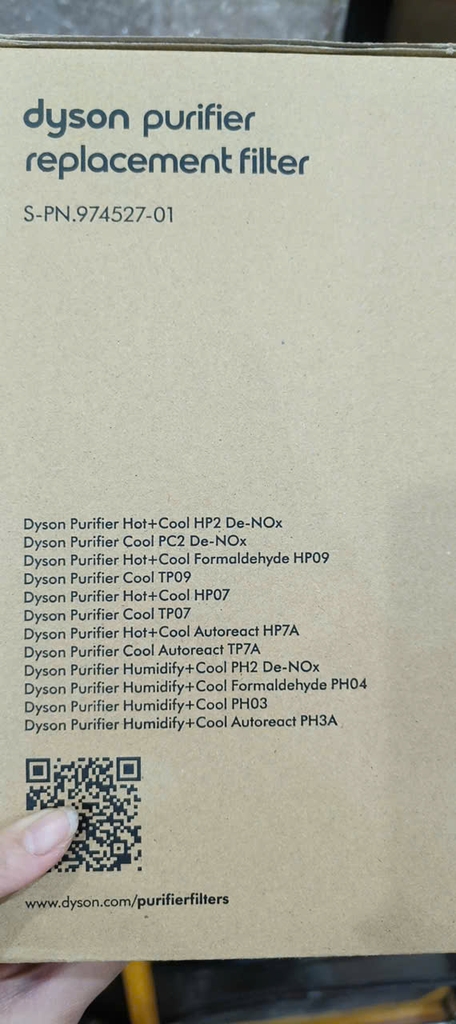 dyson purifier
replacement filter
S-PN.974527-01
Dyson Purifier Hot+Cool HP2 De-NOx
Dyson Purifier Cool PC2 De-NOx
Dyson Purifier Hot+Cool Formaldehyde HP09
Dyson Purifier Cool TP09
Dyson Purifier Hot+Cool HP07
Dyson Purifier Cool TP07
Dyson Purifier Hot+Cool Autoreact HP7A
Dyson Purifier Cool Autoreact TP7A
Dyson Purifier Humidify+Cool PH2 De-NOx
Dyson Purifier Humidify+Cool Formaldehyde PH04
Dyson Purifier Humidify+Cool PH03
Dyson Purifier Humidify+Cool Autoreact PH3A
www.dyson.com/purifierfilters